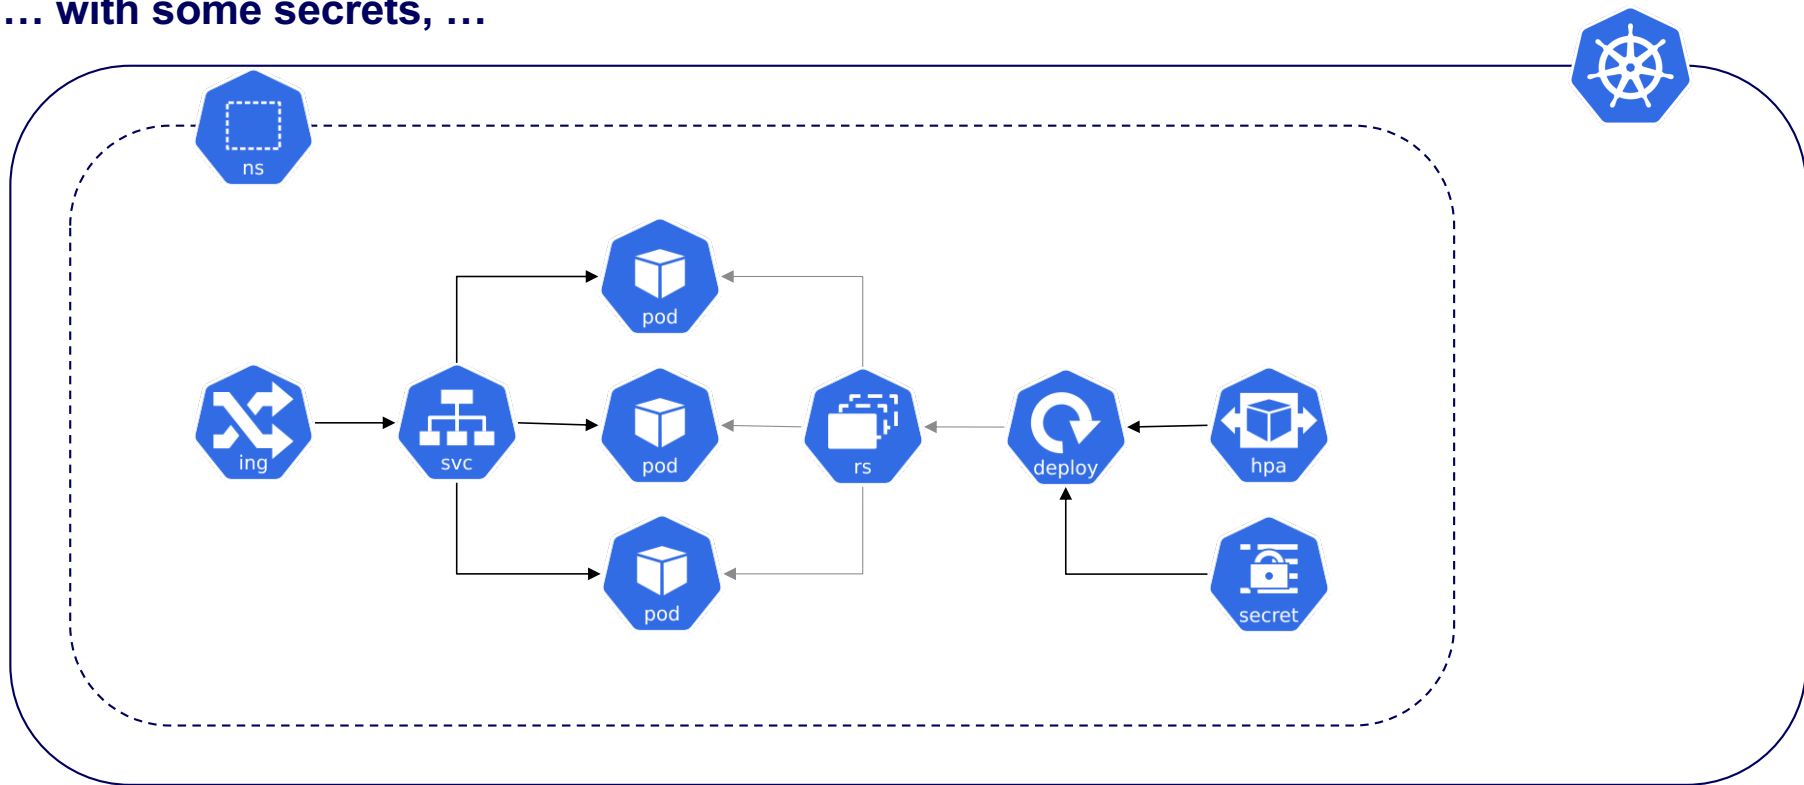 … with some secrets, …
ns
pod
ing
svc
pod
rs
deploy
hpa
pod
secret